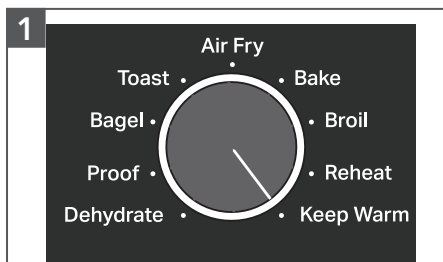 1
Air Fry
Toast
Bake
Bagel
Broil
Proof
Reheat
Dehydrate
Keep Warm